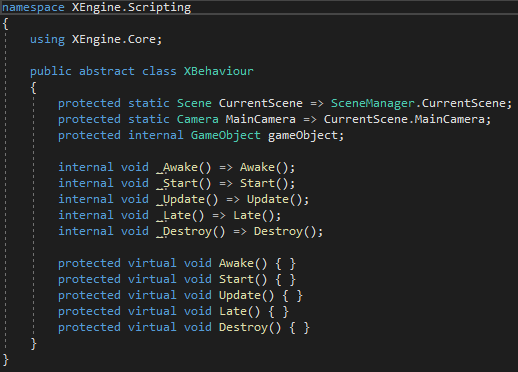 namespace XEngine.Scripting
{
using XEngine.Core;
public abstract class XBehaviour
{
protected static Scene CurrentScene => SceneManager.CurrentScene;
protected static Camera MainCamera => CurrentScene.MainCamera;
protected internal GameObject gameObject;
internal void _Awake() => Awake();
internal void _Start() => Start();
internal void _Update() => Update();
internal void _Late() => Late();
internal void _Destroy() => Destroy();
protected virtual void Awake() { }
protected virtual void Start() { }
protected virtual void Update() { }
protected virtual void Late() { }
protected virtual void Destroy() { }
}
}